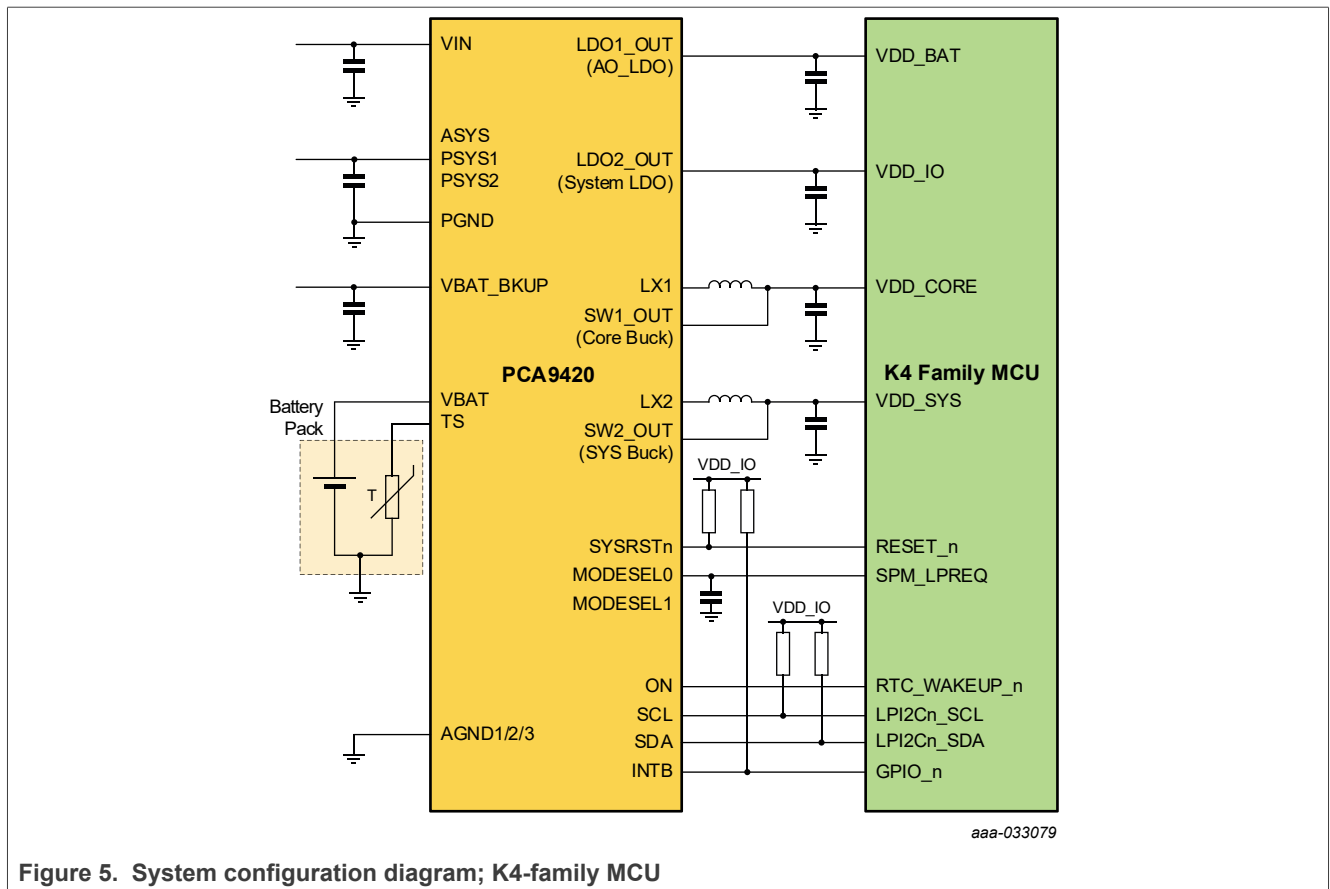 VIN
ASYS
PSYS1
PSYS2
PGND
VBAT_BKUP
VBAT
TS
AGND1/2/3
Battery
Pack
T
PCA9420
LDO1_OUT
(AO_LDO)
LDO2_OUT
(System LDO)
LX1
SW1_OUT
(Core Buck)
LX2
SW2_OUT
(SYS Buck)
SYSRSTn
MODESEL0
MODESEL1
ON
SCL
SDA
INTB
VDD_IO
VDD_IO
VDD_BAT
VDD_IO
VDD_CORE
K4 Family MCU
VDD_SYS
RESET_n
SPM_LPREQ
RTC_WAKEUP_n
LPI2Cn_SCL
LPI2Cn_SDA
GPIO_n
aaa-033079
Figure 5. System configuration diagram; K4-family MCU